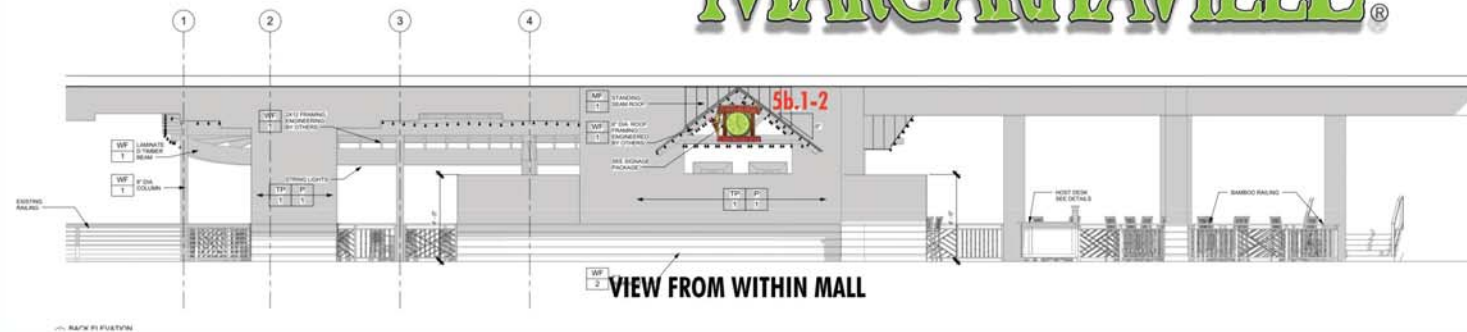 MARGARITAVILLE®
1
2
3
4
MF
1
STANDING
SEAM ROOF
5b.1-2
WF
1
2X12 FRAMING
ENGINEERING
BY OTHERS
WF
1
6" DIA. ROOF
FRAMING
ENGINEERED
BY OTHERS
WF
1
LAMINATE
D TIMBER
BEAM
SEE SIGNAGE
PACKAGE
WF
1
STRING LIGHTS
COLUMN
TP P
1 1
TP P
1 1
EXISTING
RAILING
HOST DESK
SEE DETAILS
BAMBOO RAILING
WF
2
VIEW FROM WITHIN MALL
BACK ELEVATION